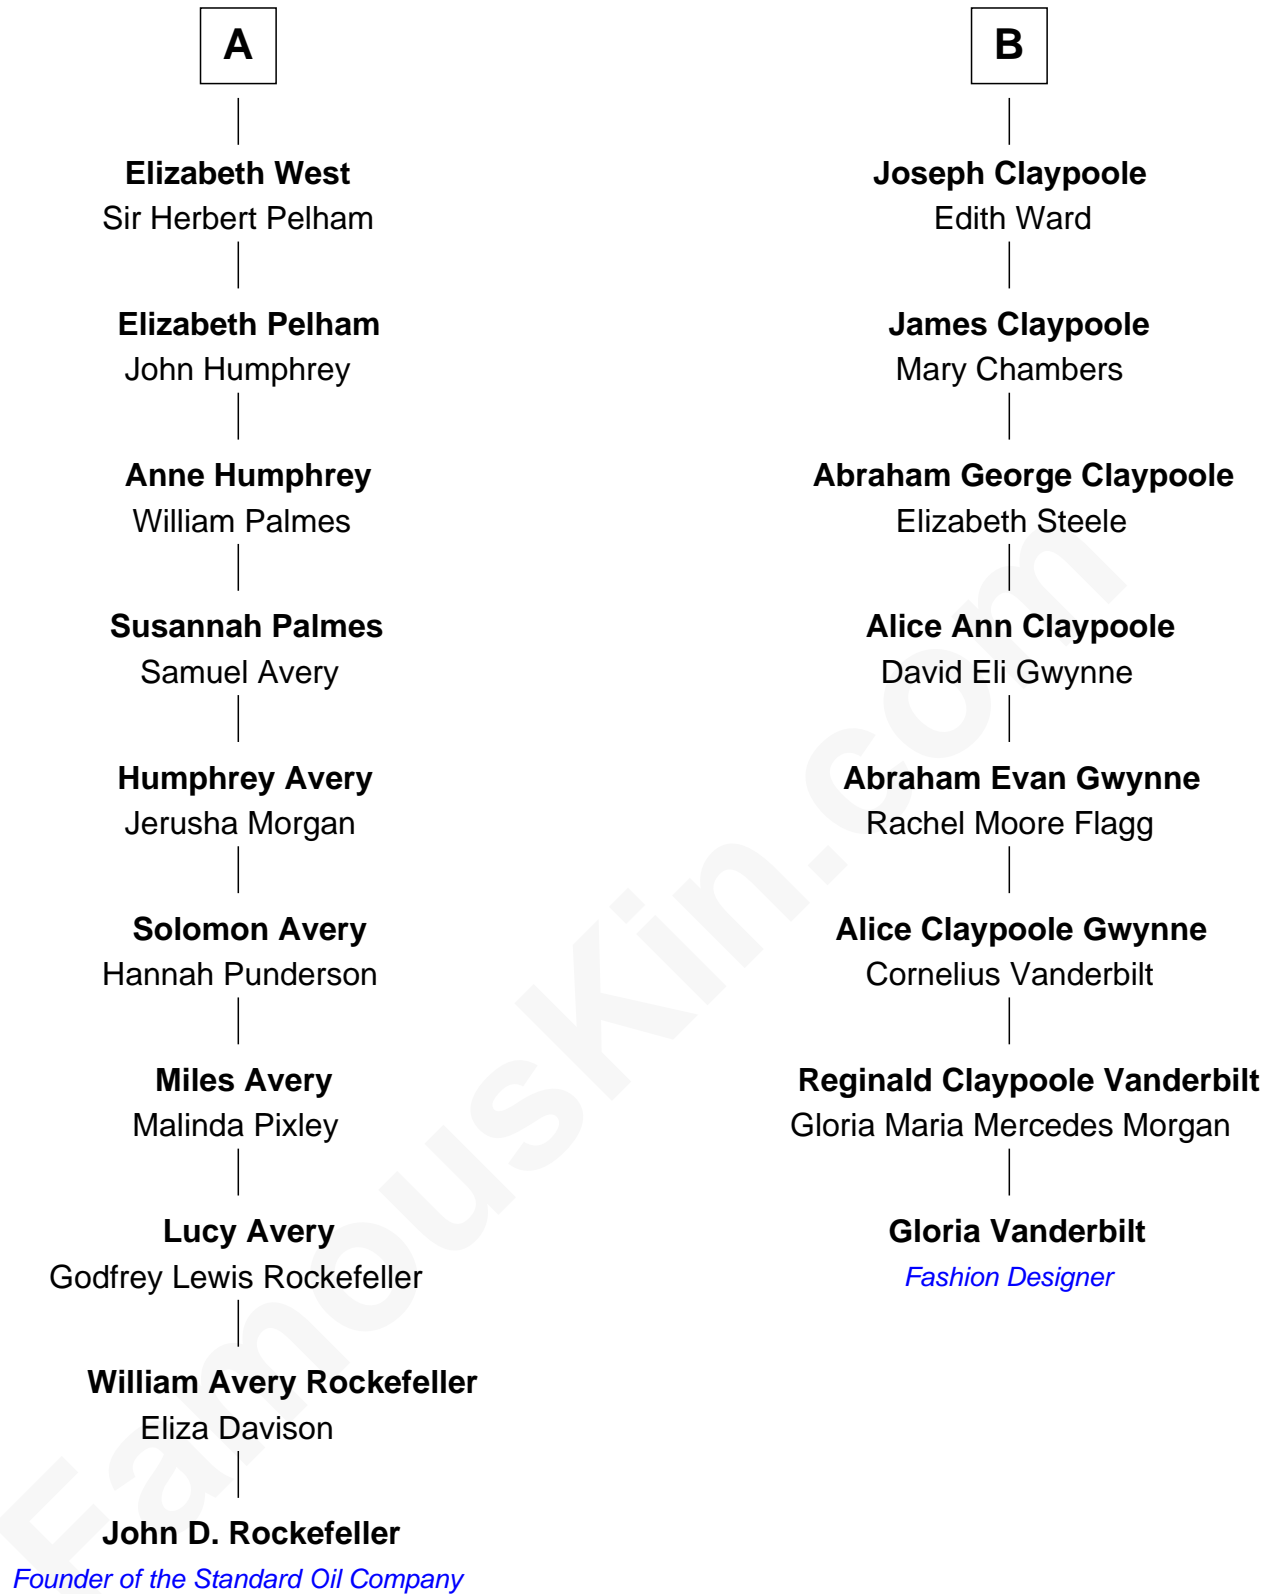 A
Elizabeth West
Sir Herbert Pelham
Elizabeth Pelham
John Humphrey
Anne Humphrey
William Palmes
Susannah Palmes
Samuel Avery
Humphrey Avery
Jerusha Morgan
Solomon Avery
Hannah Punderson
Miles Avery
Malinda Pixley
Lucy Avery
Godfrey Lewis Rockefeller
William Avery Rockefeller
Eliza Davison
John D. Rockefeller
Founder of the Standard Oil Company
B
Joseph Claypoole
Edith Ward
James Claypoole
Mary Chambers
Abraham George Claypoole
Elizabeth Steele
Alice Ann Claypoole
David Eli Gwynne
Abraham Evan Gwynne
Rachel Moore Flagg
Alice Claypoole Gwynne
Cornelius Vanderbilt
Reginald Claypoole Vanderbilt
Gloria Maria Mercedes Morgan
Gloria Vanderbilt
Fashion Designer
FamousKin.com